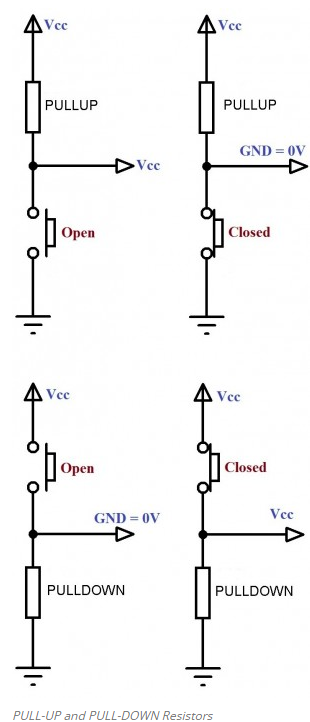 Vcc Vcc
PULLUP PULLUP
GND = 0V
Vcc
Open Closed
Vcc Vcc
Open Closed
GND = 0V Vcc
PULLDOWN PULLDOWN
PULL-UP and PULL-DOWN Resistors